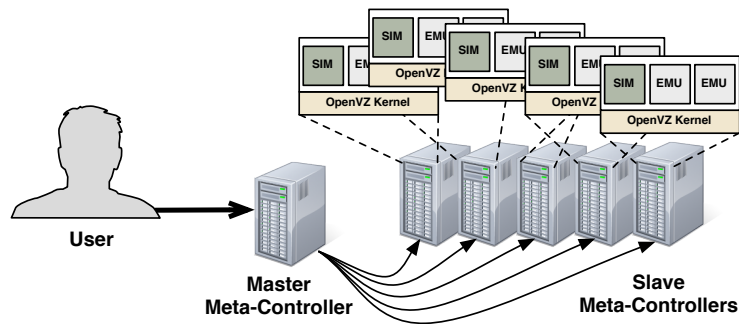 SIM EM
OpenVZ Kernel
SIM EMU
OpenVZ
SIM EMU
OpenVZ
SIM EMU
OpenVZ
SIM EMU EMU
OpenVZ Kernel
User
Master
Meta-Controller
Slave
Meta-Controllers